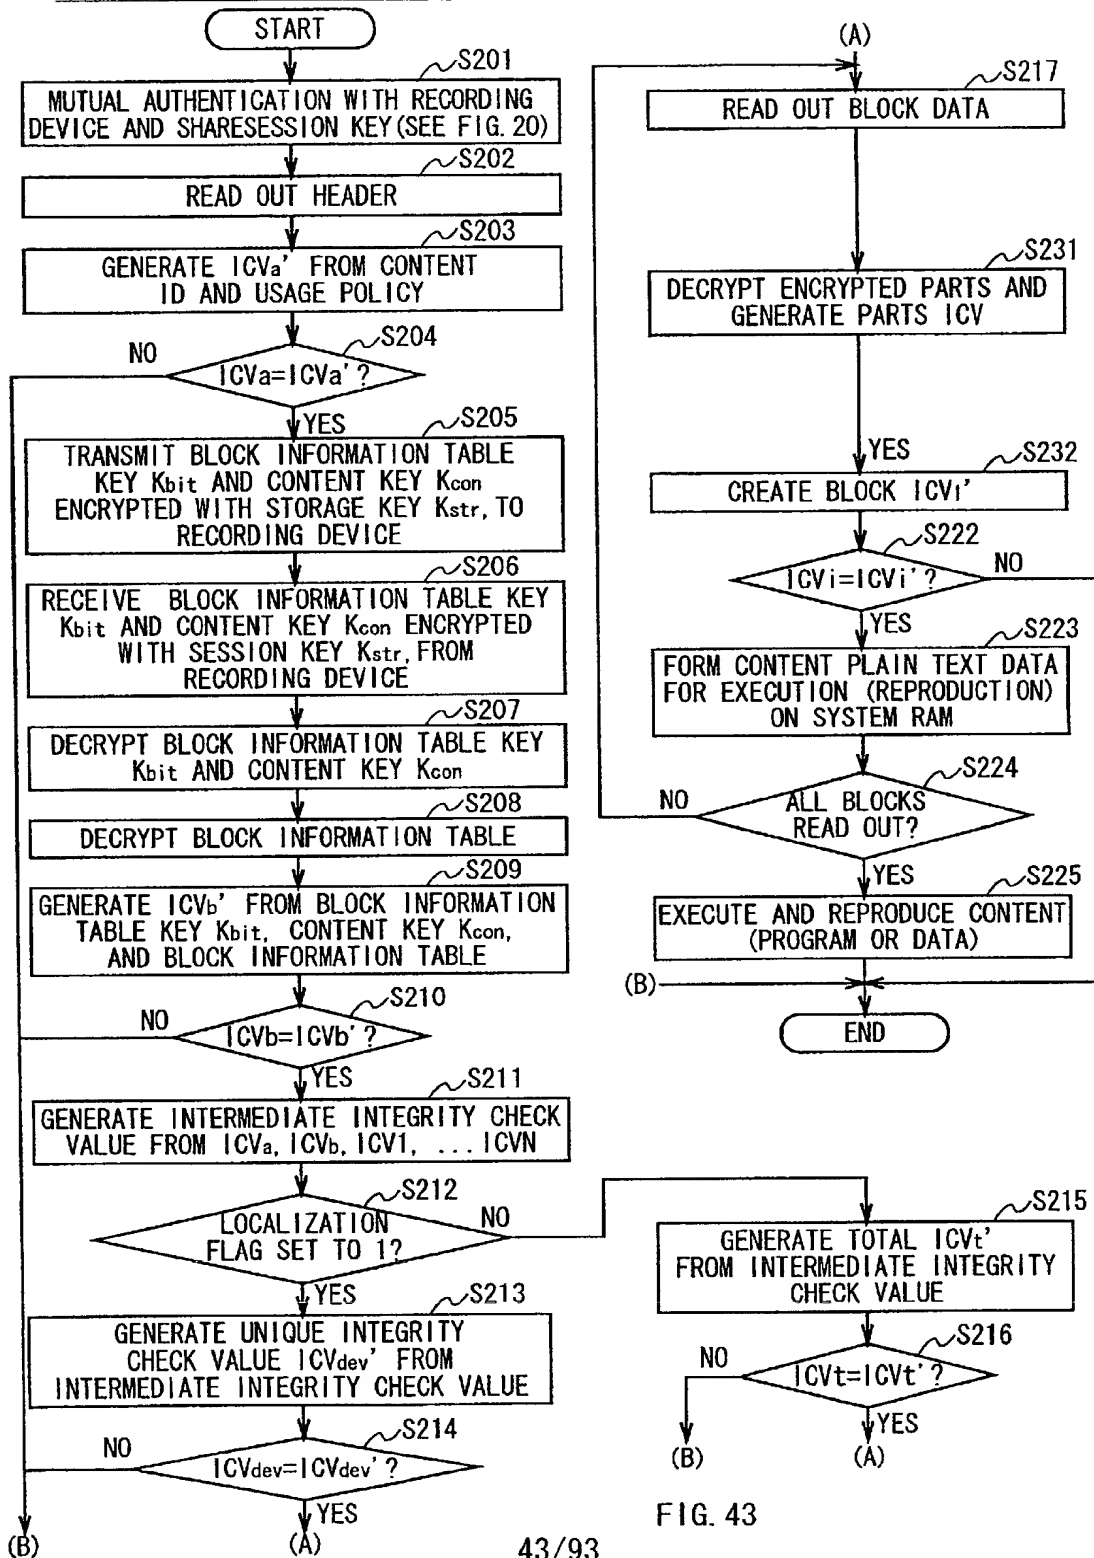 START
S201
MUTUAL AUTHENTICATION WITH RECORDING
DEVICE AND SHARESESSION KEY(SEE FIG. 20)
S202
READ OUT HEADER
S203
GENERATE ICVa' FROM CONTENT
ID AND USAGE POLICY
S204
NO
ICVa=ICVa'?
YES
S205
TRANSMIT BLOCK INFORMATION TABLE
KEY Kbit AND CONTENT KEY Kcon
ENCRYPTED WITH STORAGE KEY Kstr, TO
RECORDING DEVICE
S206
RECEIVE BLOCK INFORMATION TABLE KEY
Kbit AND CONTENT KEY Kcon ENCRYPTED
WITH SESSION KEY Kstr, FROM
RECORDING DEVICE
S207
DECRYPT BLOCK INFORMATION TABLE KEY
Kbit AND CONTENT KEY Kcon
S208
DECRYPT BLOCK INFORMATION TABLE
S209
GENERATE ICVb' FROM BLOCK INFORMATION
TABLE KEY Kbit, CONTENT KEY Kcon,
AND BLOCK INFORMATION TABLE
S210
NO
ICVb=ICVb'?
YES
S211
GENERATE INTERMEDIATE INTEGRITY CHECK
VALUE FROM ICVa, ICVb, ICV1, ...ICVN
S212
LOCALIZATION
FLAG SET TO 1?
NO
YES
S213
GENERATE UNIQUE INTEGRITY
CHECK VALUE ICVdev' FROM
INTERMEDIATE INTEGRITY CHECK VALUE
S214
NO
ICVdev=ICVdev'?
YES
(B)
(A)
(A)
S217
READ OUT BLOCK DATA
S231
DECRYPT ENCRYPTED PARTS AND
GENERATE PARTS ICV
YES
S232
CREATE BLOCK ICVi'
S222
ICVi=ICVi'?
NO
YES
S223
FORM CONTENT PLAIN TEXT DATA
FOR EXECUTION (REPRODUCTION)
ON SYSTEM RAM
S224
NO
ALL BLOCKS
READ OUT?
YES
S225
EXECUTE AND REPRODUCE CONTENT
(PROGRAM OR DATA)
(B)
END
S215
GENERATE TOTAL ICVt'
FROM INTERMEDIATE INTEGRITY
CHECK VALUE
S216
NO
ICVt=ICVt'?
YES
(B)
(A)
FIG. 43
43/93